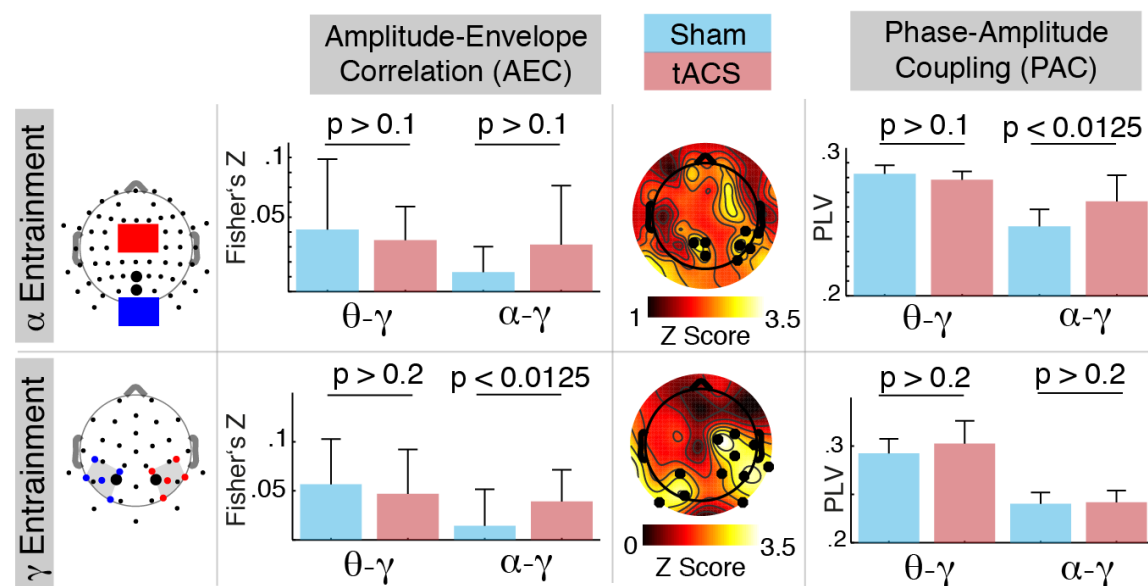 Amplitude-Envelope
Correlation (AEC)
Sham
tACS
Phase-Amplitude
Coupling (PAC)
α Entrainment
Fisher‘s Z
.1
.05
p > 0.1
p > 0.1
θ-γ
α-γ
1
3.5
Z Score
PLV
.3
.2
p > 0.1
p < 0.0125
θ-γ
α-γ
γ Entrainment
Fisher‘s Z
.1
.05
p > 0.2
p < 0.0125
θ-γ
α-γ
0
3.5
Z Score
PLV
.3
.2
p > 0.2
p > 0.2
θ-γ
α-γ